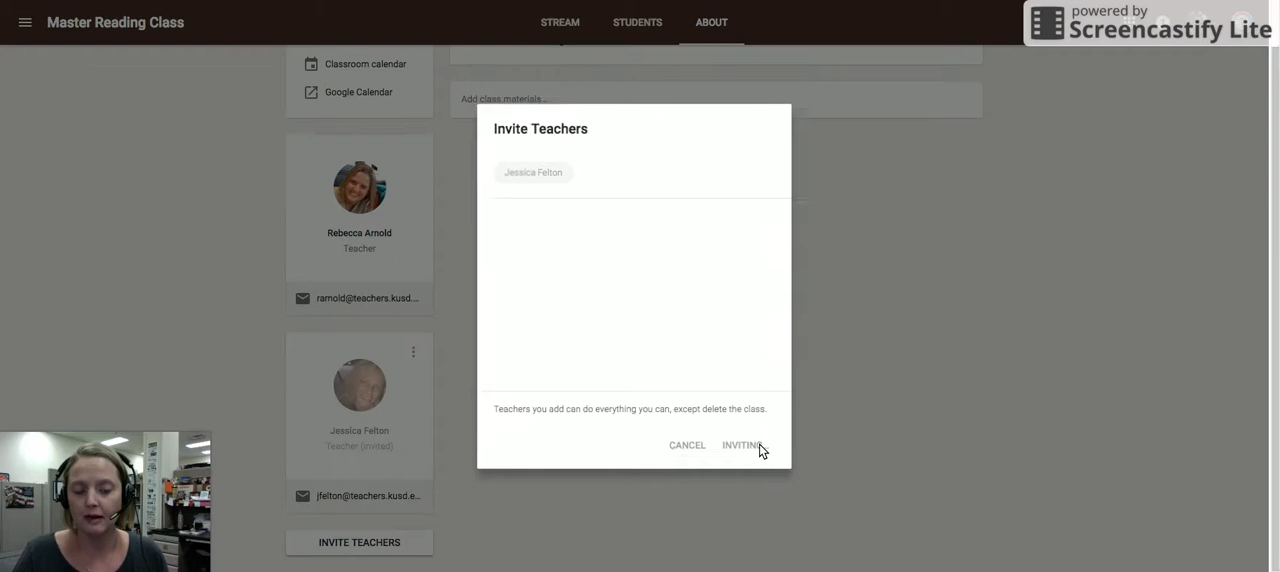 Master Reading Class
STREAM
STUDENTS
ABOUT
powered by
Screencastify Lite
Classroom calendar
Google Calendar
Add class materials...
Invite Teachers
Jessica Felton
Rebecca Arnold
Teacher
rarnold@teachers.kusd....
Jessica Felton
Teacher (invited)
jfelton@teachers.kusd.e...
Teachers you add can do everything you can, except delete the class.
CANCEL
INVITING
INVITE TEACHERS